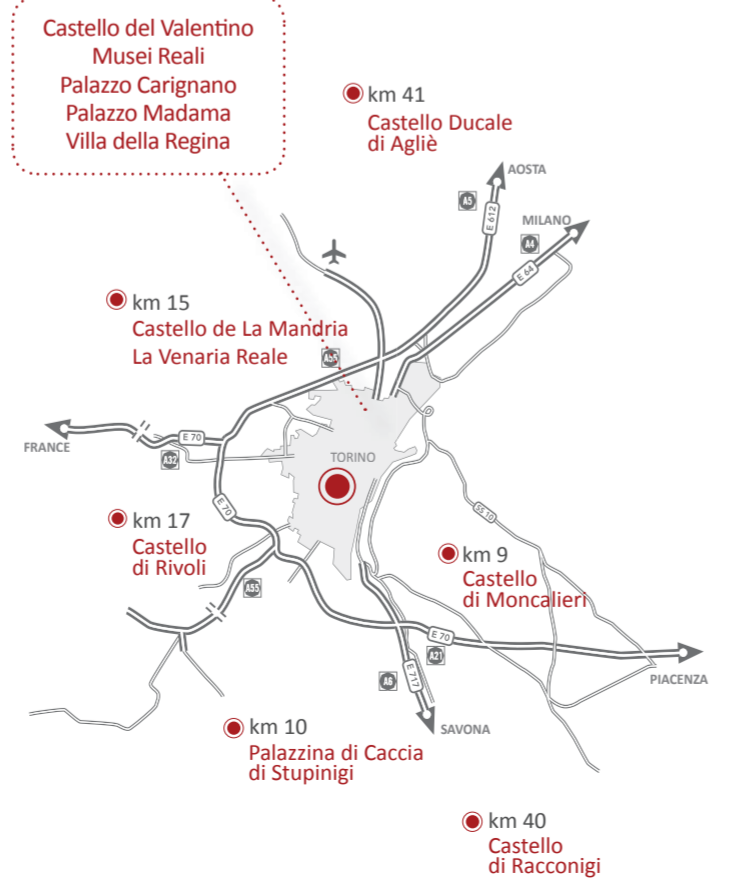 Castello del Valentino
Musei Reali
Palazzo Carignano
Palazzo Madama
Villa della Regina
km 41
Castello Ducale
di Agliè
AOSTA
A5
E 612
MILANO
A4
E 64
km 15
Castello de La Mandria
La Venaria Reale
A55
E 70
FRANCE
A32
TORINO
E 70
SS 10
km 17
Castello
di Rivoli
km 9
Castello
di Moncalieri
A55
E 70
A21
PIACENZA
A6
E 717
SAVONA
km 10
Palazzina di Caccia
di Stupinigi
km 40
Castello
di Racconigi